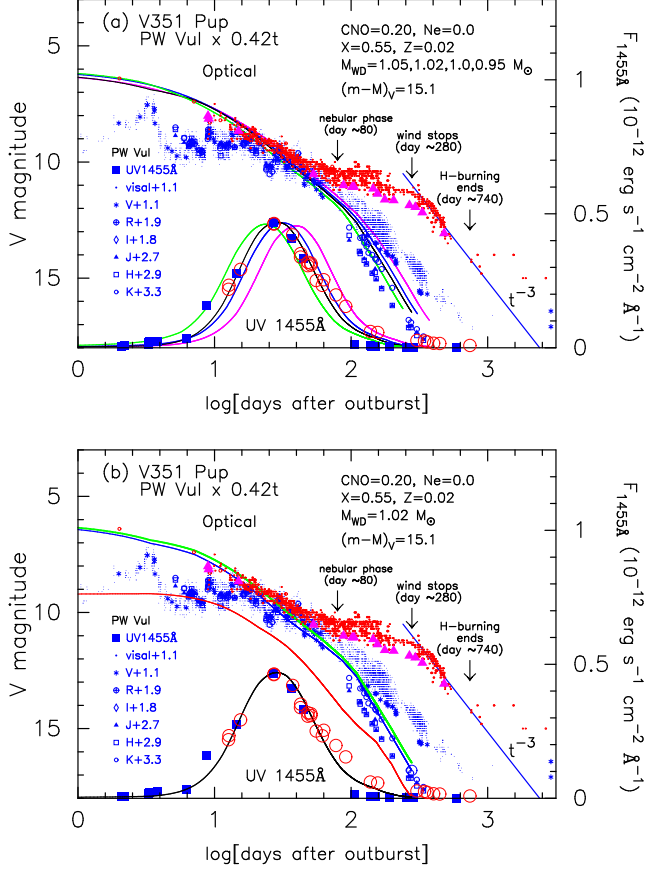 (a) V351 Pup
PW Vul x 0.42t
CNO=0.20, Ne=0.0
X=0.55, Z=0.02
M_WD=1.05,1.02,1.0,0.95 M_⊙
(m−M)_V=15.1
Optical
nebular phase
(day ~80)
wind stops
(day ~280)
H-burning
ends
(day ~740)
PW Vul
UV1455Å
visal+1.1
V+1.1
R+1.9
I+1.8
J+2.7
H+2.9
K+3.3
UV 1455Å
t^−3
5
10
15
V magnitude
0
1
2
3
log[days after outburst]
1
0.5
0
F_1455Å (10^−12 erg s^−1 cm^−2 Å^−1)
(b) V351 Pup
PW Vul x 0.42t
CNO=0.20, Ne=0.0
X=0.55, Z=0.02
M_WD=1.02 M_⊙
(m−M)_V=15.1
Optical
nebular phase
(day ~80)
wind stops
(day ~280)
H-burning
ends
(day ~740)
PW Vul
UV1455Å
visal+1.1
V+1.1
R+1.9
I+1.8
J+2.7
H+2.9
K+3.3
UV 1455Å
t^−3
5
10
15
V magnitude
0
1
2
3
log[days after outburst]
1
0.5
0
F_1455Å (10^−12 erg s^−1 cm^−2 Å^−1)